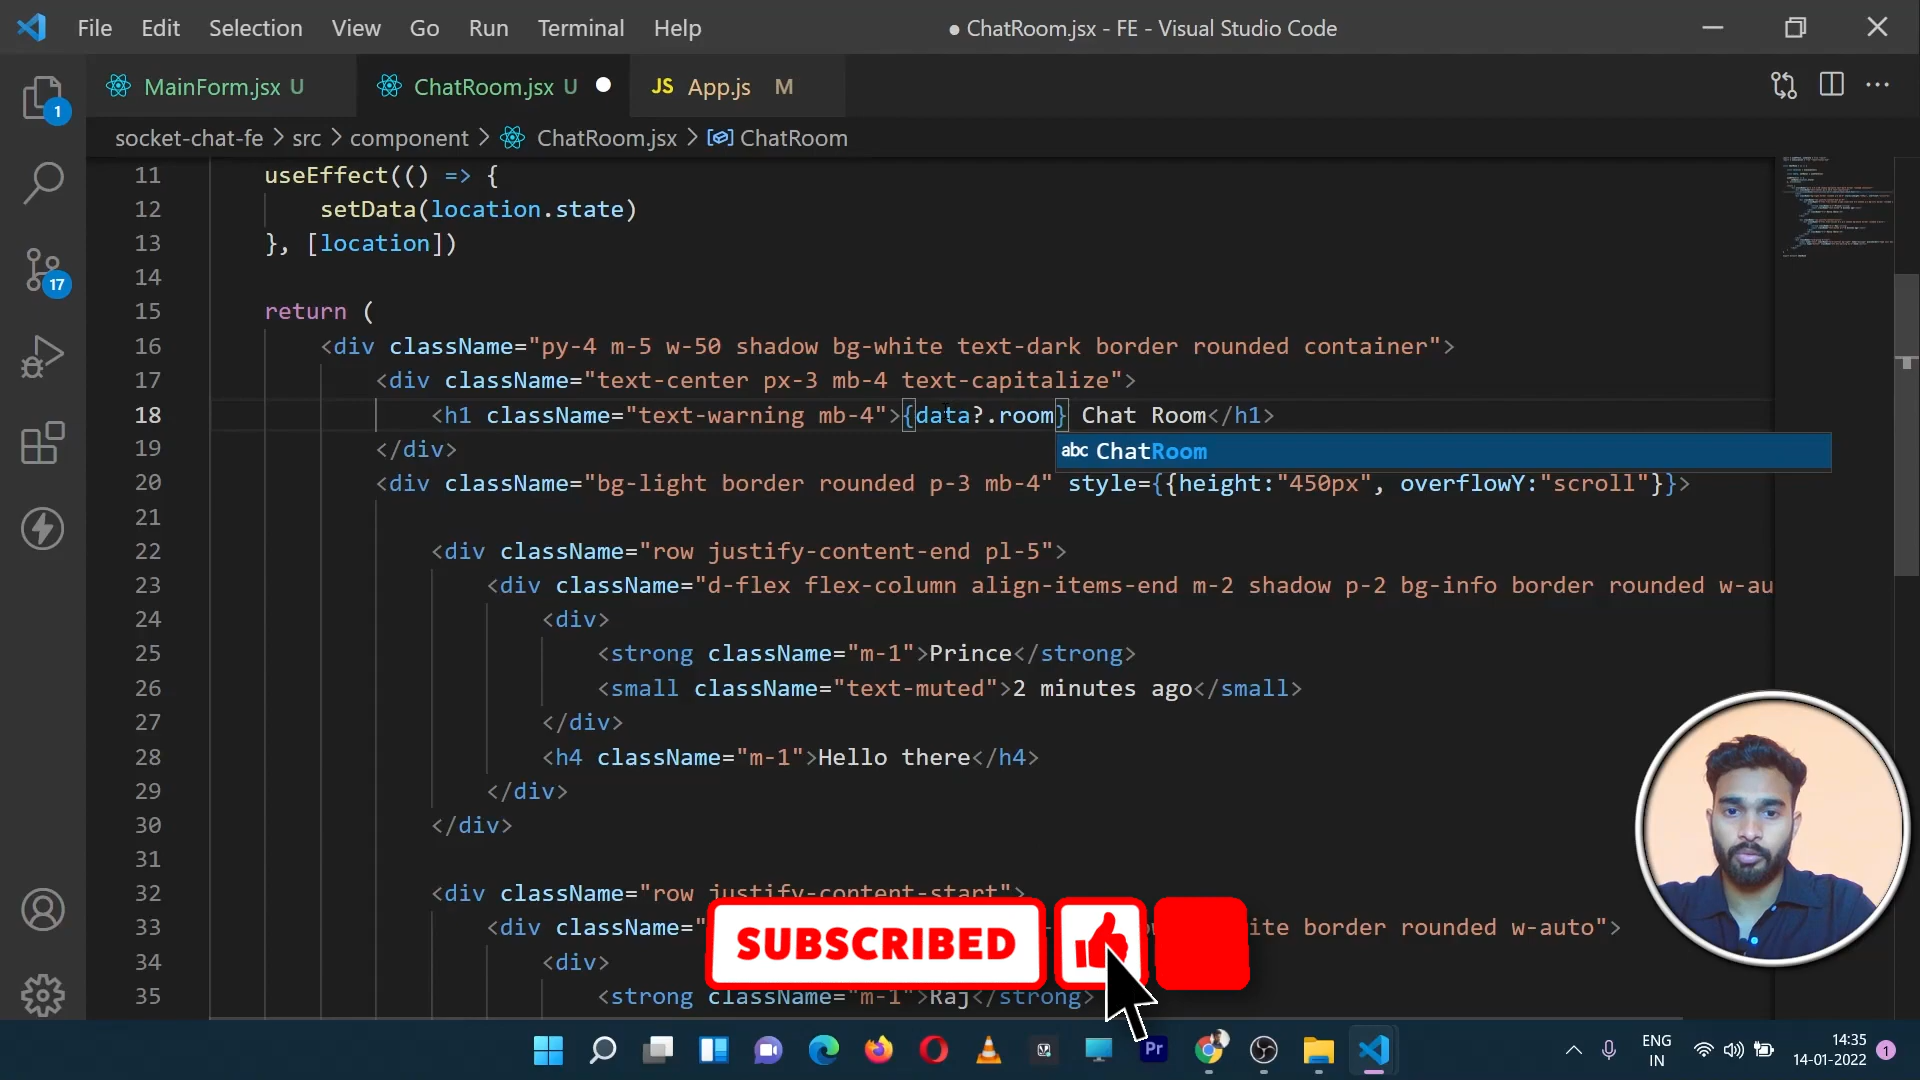 File Edit Selection View Go Run Terminal Help
● ChatRoom.jsx - FE - Visual Studio Code
MainForm.jsx U ChatRoom.jsx U JS App.js M
1
socket-chat-fe > src > component > ChatRoom.jsx > ChatRoom
11 useEffect(() => {
12 setData(location.state)
13 }, [location])
14
17
15 return (
16 <div className="py-4 m-5 w-50 shadow bg-white text-dark border rounded container">
17 <div className="text-center px-3 mb-4 text-capitalize">
18 <h1 className="text-warning mb-4">{data?.room} Chat Room</h1>
19 </div>
abc ChatRoom
20 <div className="bg-light border rounded p-3 mb-4" style={{height:"450px", overflowY:"scroll"}}>
21
22 <div className="row justify-content-end pl-5">
23 <div className="d-flex flex-column align-items-end m-2 shadow p-2 bg-info border rounded w-au
24 <div>
25 <strong className="m-1">Prince</strong>
26 <small className="text-muted">2 minutes ago</small>
27 </div>
28 <h4 className="m-1">Hello there</h4>
29 </div>
30 </div>
31
32 <div className="row justify-content-start">
33 <div className=" ite border rounded w-auto">
SUBSCRIBED
34 <div>
35 <strong className="m-1">Raj</strong>
Pr
ENG
IN
14:35
14-01-2022
1